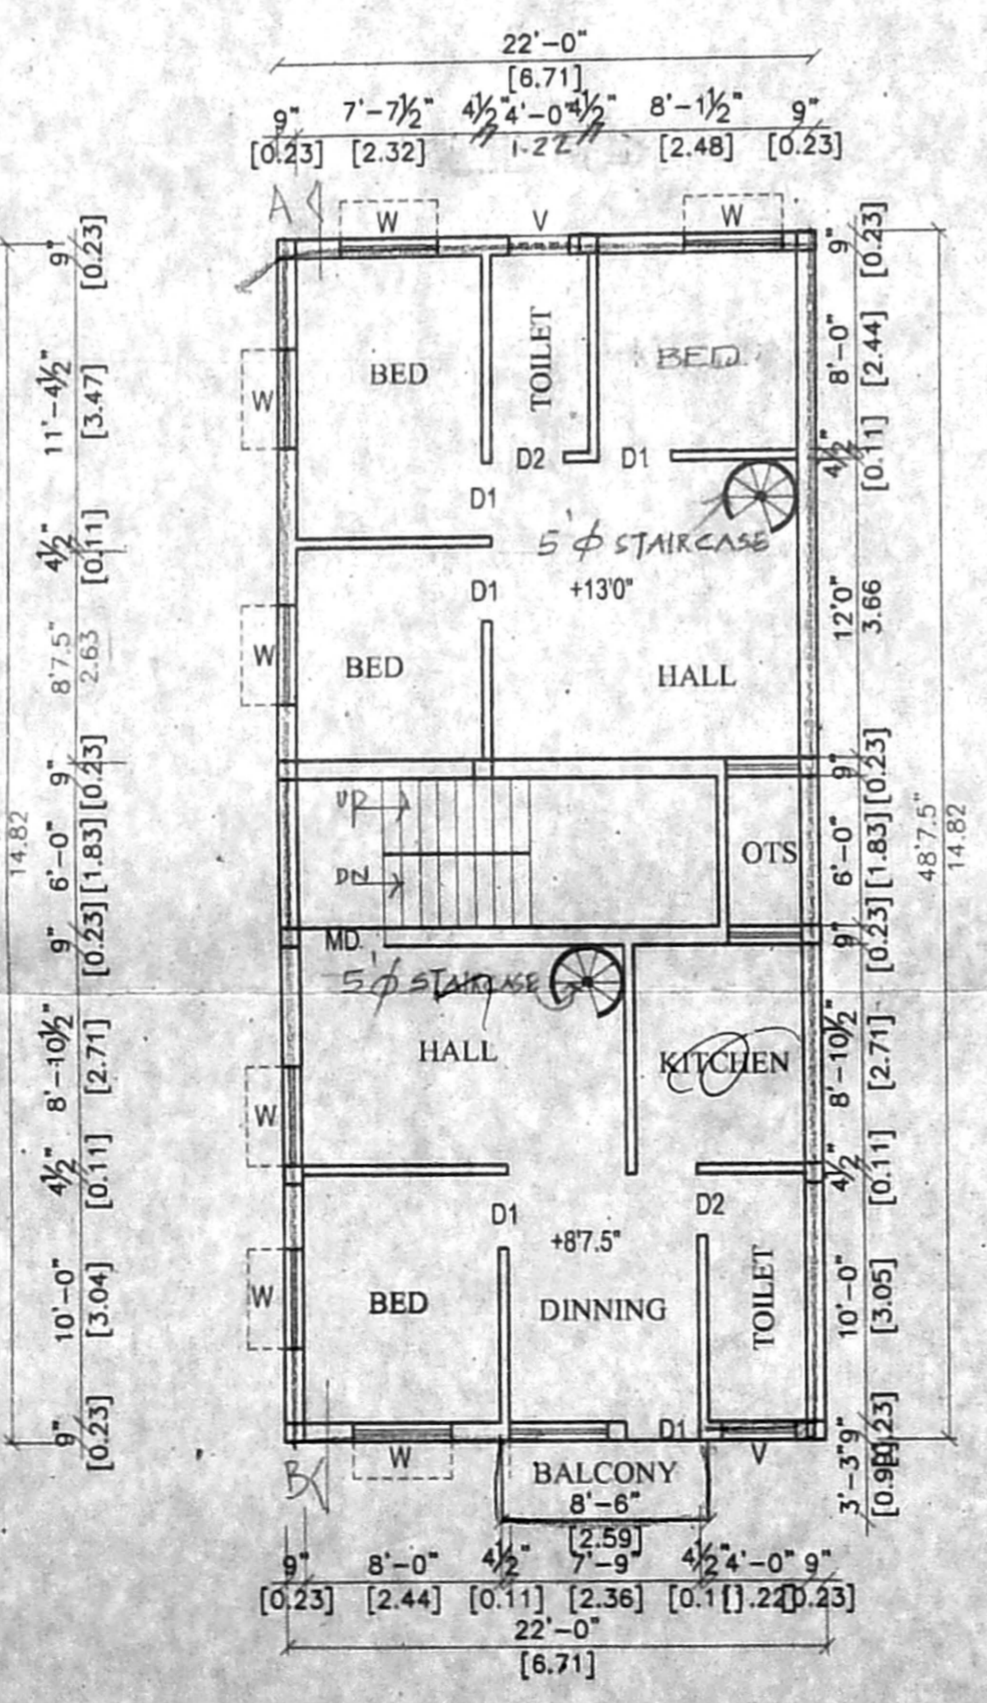 22'-0"
[6.71]
9" 7'-7½" 4½" 4'-0" 4½" 8'-1½" 9"
[0.23] [2.32] 1.22 [2.48] [0.23]
A
W V W
9" [0.23]
9" [0.23]
BED
TOILET
BED
W
11'-4½" [3.47]
8'-0" [2.44]
D2 D1
4½" [0.11]
D1
5'φ STAIRCASE
4½" [0.11]
D1
+13'0"
12'0" 3.66
W
8'7.5" 2.63
BED
HALL
9" [0.23]
9" [0.23]
UP
DN
OTS
14.82
6'-0" [1.83]
6'-0" [1.83]
48'7.5" 14.82
9" [0.23]
9" [0.23]
MD.
5'φ STAIRCASE
HALL
KITCHEN
8'-10½" [2.71]
8'-10½" [2.71]
W
4½" [0.11]
4½" [0.11]
D1
D2
+8'7.5"
W
BED
DINNING
TOILET
10'-0" [3.04]
10'-0" [3.05]
9" [0.23]
9" [0.23]
D1
W
V
B
BALCONY
8'-6"
[2.59]
3'-3" [0.99]
9" 8'-0" 4½" 7'-9" 4½" 4'-0" 9"
[0.23] [2.44] [0.11] [2.36] [0.11] [1.22] [0.23]
22'-0"
[6.71]